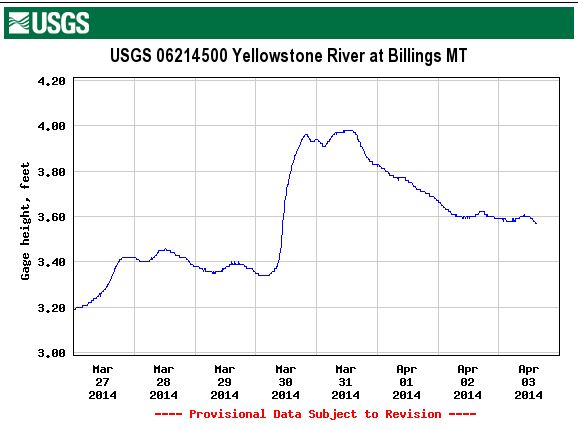 USGS
USGS 06214500 Yellowstone River at Billings MT
Gage height, feet
4.20
4.00
3.80
3.60
3.40
3.20
3.00
Mar Mar Mar Mar Mar Apr Apr Apr
27 28 29 30 31 01 02 03
2014 2014 2014 2014 2014 2014 2014 2014
---- Provisional Data Subject to Revision ----